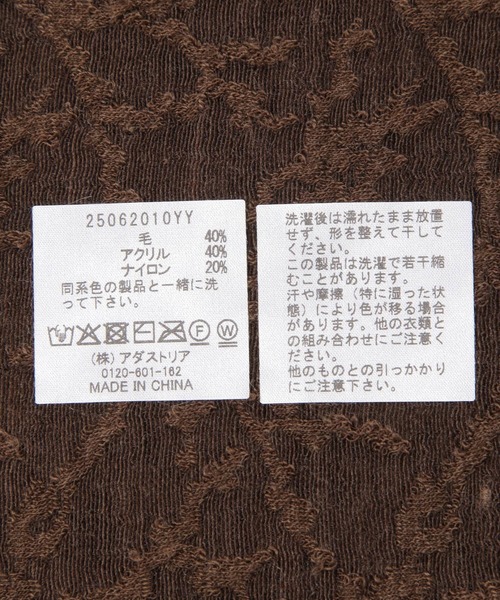 25062010YY
毛 40%
アクリル 40%
ナイロン 20%
同系色の製品と一緒に洗
って下さい。
(株) アダストリア
0120-601-162
MADE IN CHINA
洗濯後は濡れたまま放置
せず、形を整えて干して
ください。
この製品は洗濯で若干縮
むことがあります。
汗や摩擦（特に湿った状
態）により色が移る場合
があります。他の衣類と
の組み合わせにご注意く
ださい。
他のものとの引っかかり
にご注意下さい。